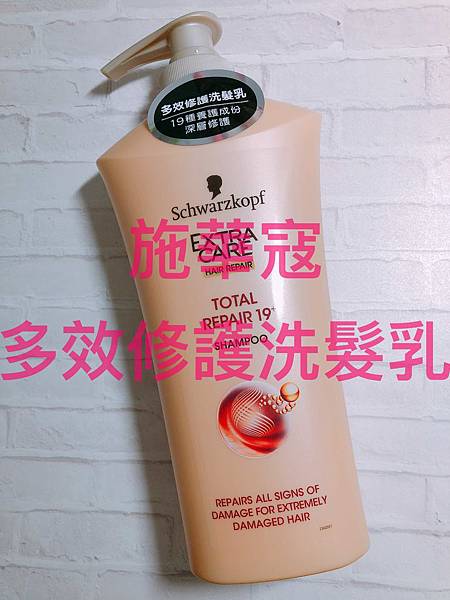 多效修護洗髮乳
19種養護成份
深層修護
Schwarzkopf
EXTRA
CARE
HAIR REPAIR
施華寇
TOTAL
REPAIR 19+
SHAMPOO
多效修護洗髮乳
REPAIRS ALL SIGNS OF
DAMAGE FOR EXTREMELY
DAMAGED HAIR